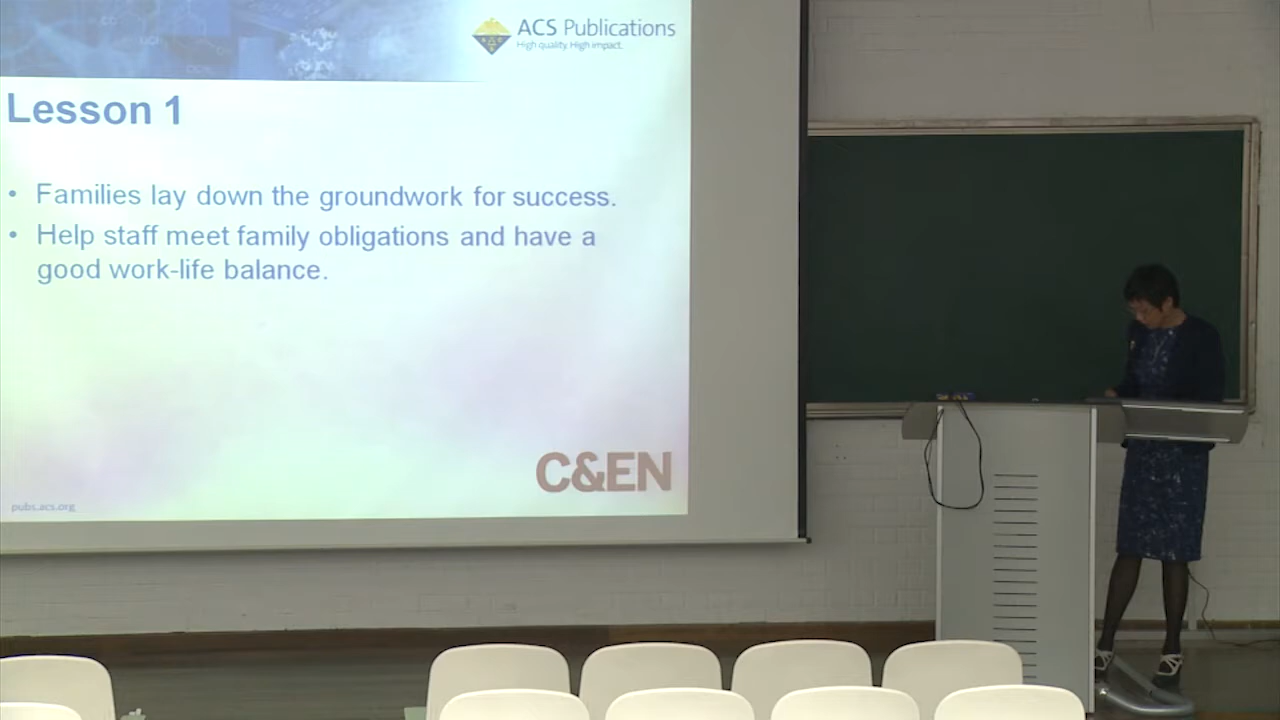 ACS Publications
High quality. High impact.
Lesson 1
• Families lay down the groundwork for success.
• Help staff meet family obligations and have a
good work-life balance.
C&EN
pubs.acs.org